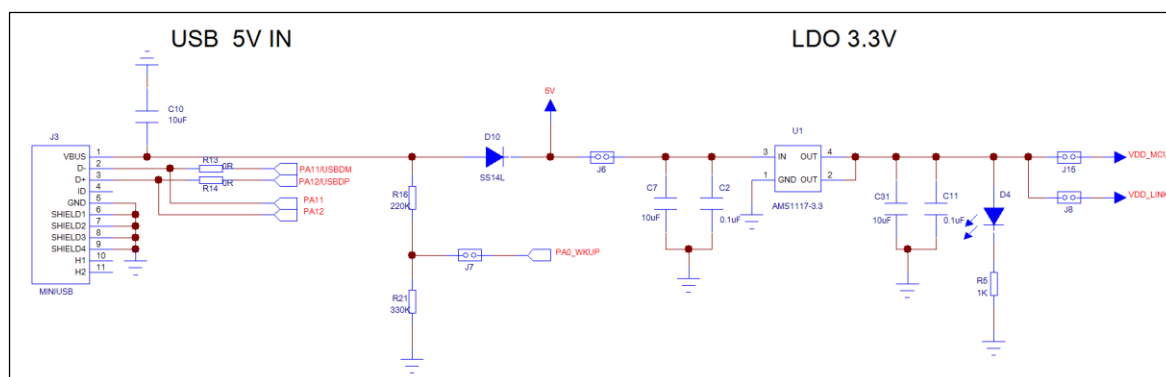 USB 5V IN
LDO 3.3V
C10
10uF
J3
VBUS 1
D- 2
D+ 3
ID 4
GND 5
SHIELD1 6
SHIELD2 7
SHIELD3 8
SHIELD4 9
H1 10
H2 11
MINIUSB
R13 0R
R14 0R
PA11/USBDM
PA12/USBDP
PA11
PA12
R16
220K
R21
330K
J7
PA0_WKUP
D10
SS14L
5V
J6
C7
10uF
C2
0.1uF
U1
3 IN OUT 4
1 GND OUT 2
AMS1117-3.3
C31
10uF
C11
0.1uF
D4
R5
1K
J15
VDD_MCU
J8
VDD_LINK